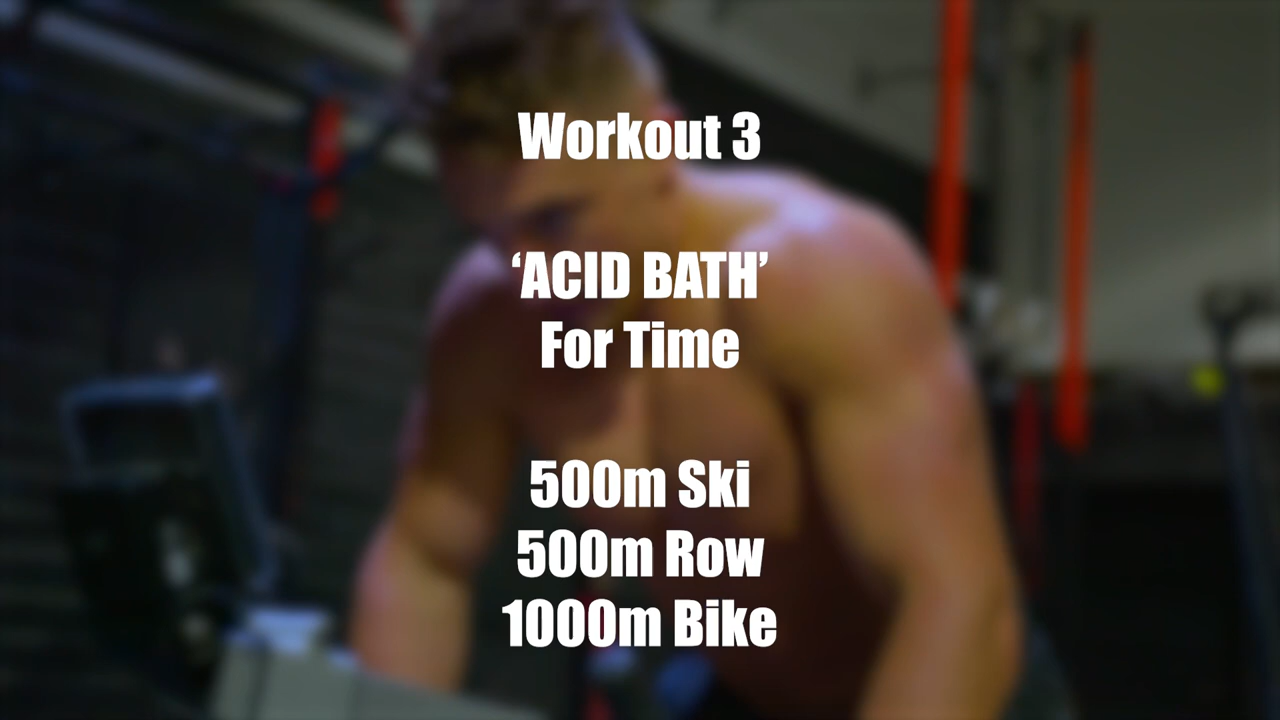 Workout 3
‘ACID BATH’
For Time
500m Ski
500m Row
1000m Bike